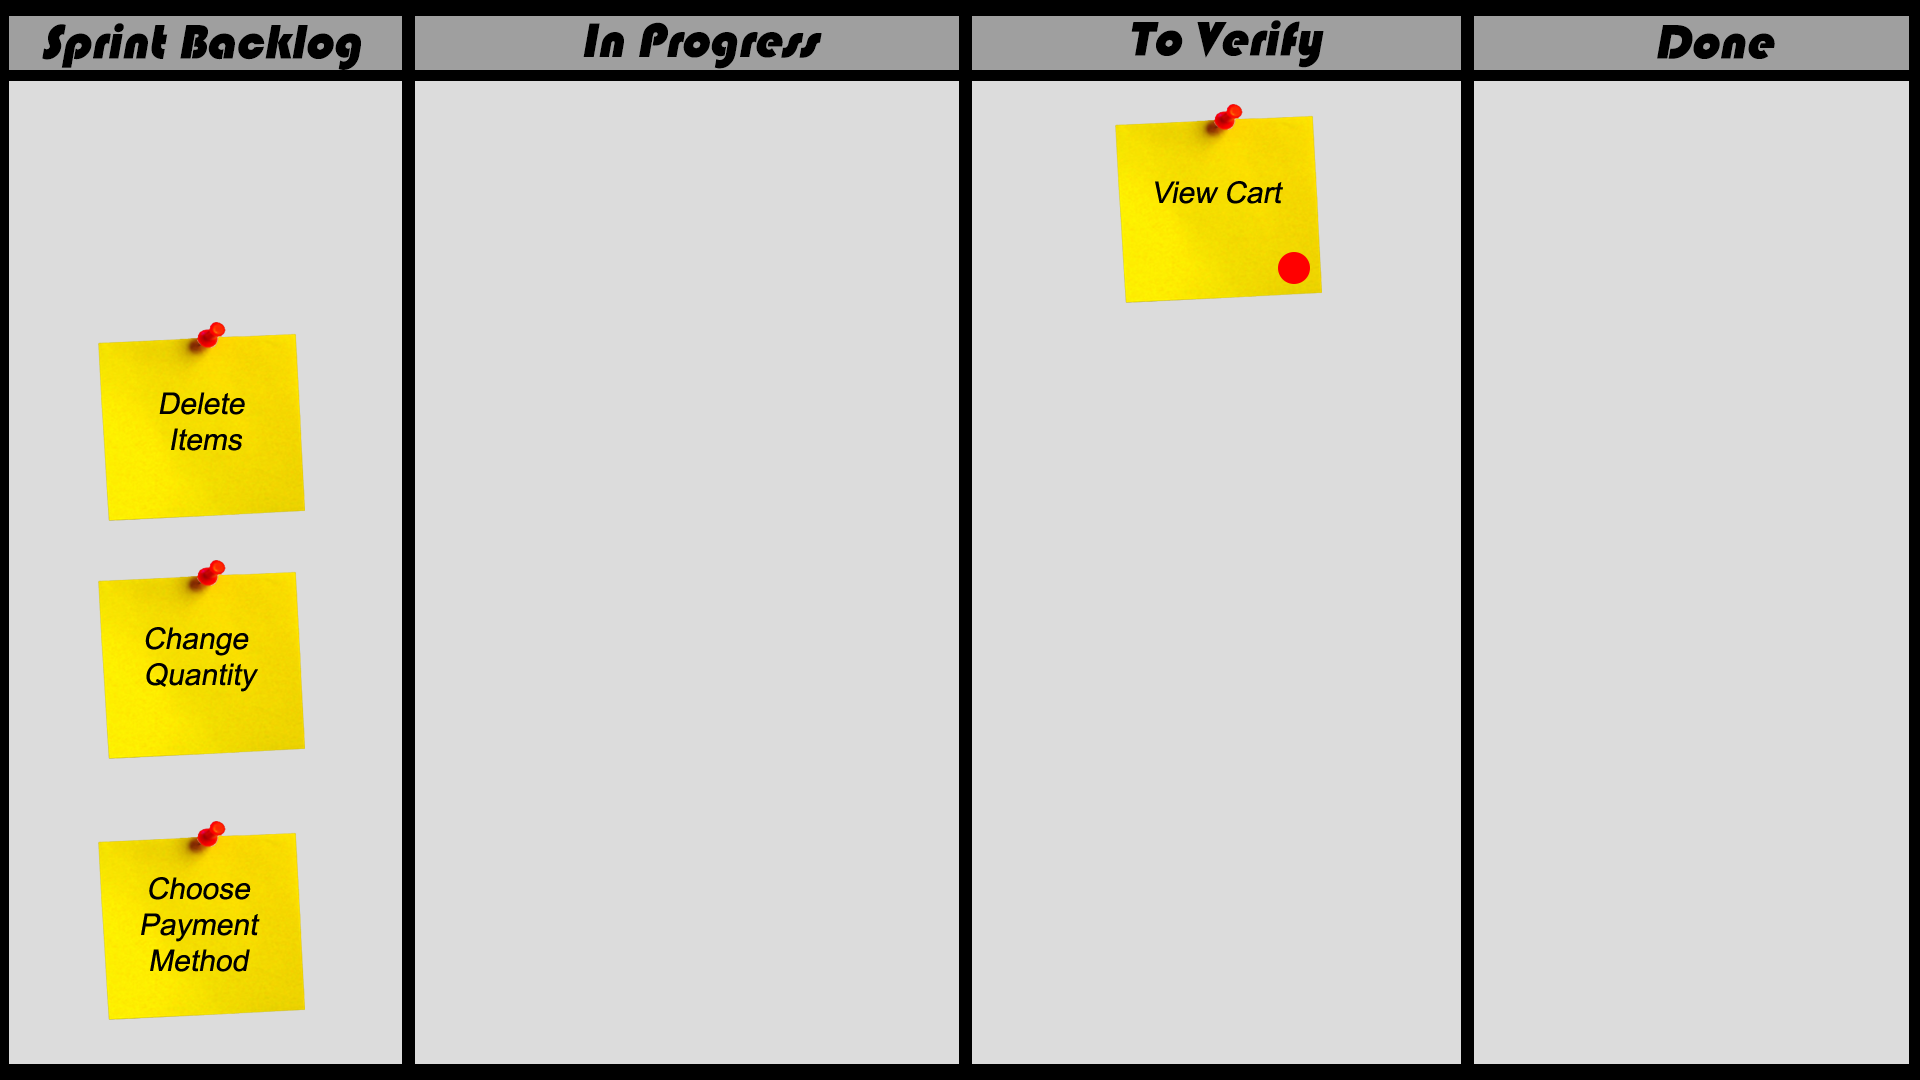 Sprint Backlog
In Progress
To Verify
Done
View Cart
Delete
Items
Change
Quantity
Choose
Payment
Method